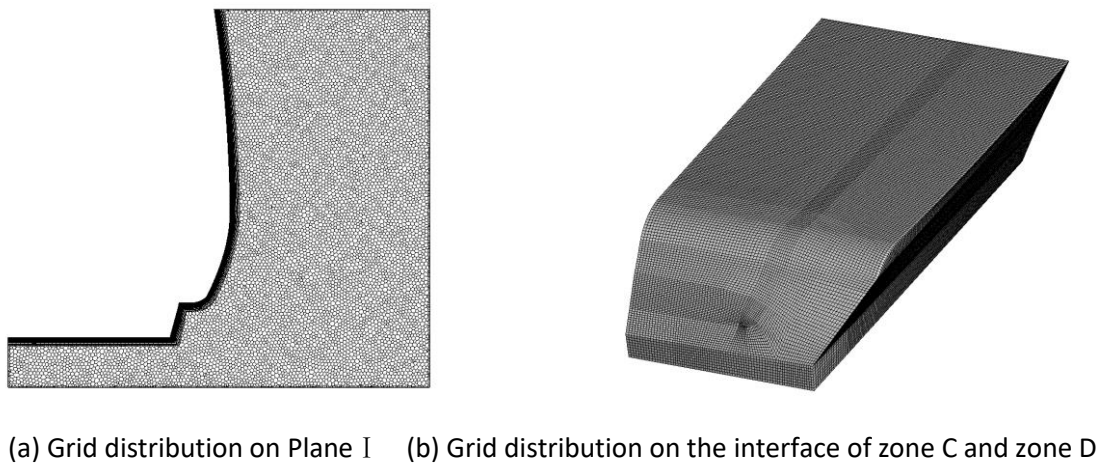 (a) Grid distribution on Plane Ⅰ (b) Grid distribution on the interface of zone C and zone D